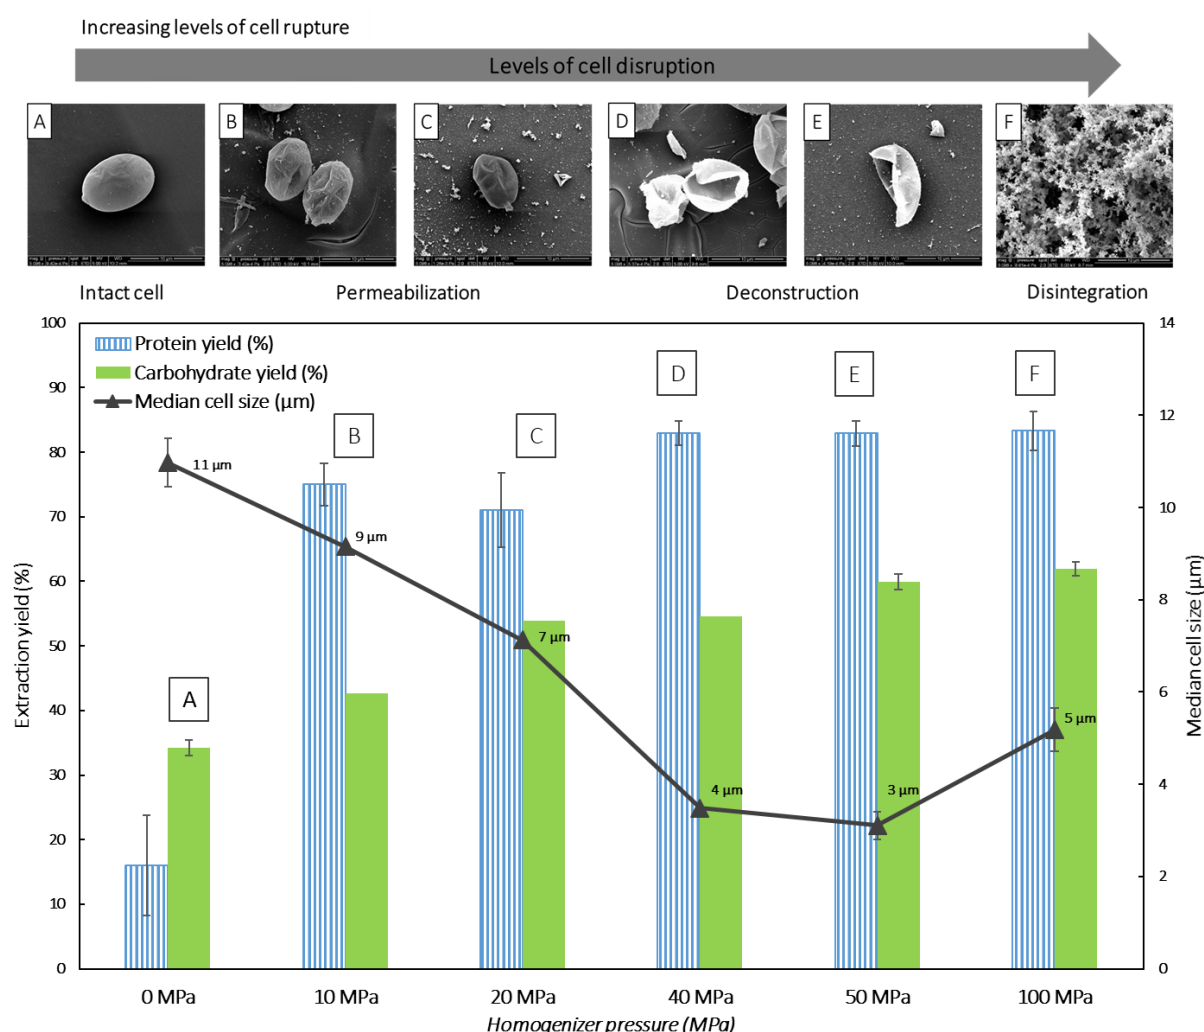 Increasing levels of cell rupture
Levels of cell disruption
A
B
C
D
E
F
Intact cell
Permeabilization
Deconstruction
Disintegration
Protein yield (%)
Carbohydrate yield (%)
Median cell size (µm)
Extraction yield (%)
100
90
80
70
60
50
40
30
20
10
0
A
B
C
D
E
F
11 µm
9 µm
7 µm
4 µm
3 µm
5 µm
14
12
10
8
6
4
2
0
Median cell size (µm)
0 MPa
10 MPa
20 MPa
40 MPa
50 MPa
100 MPa
Homogenizer pressure (MPa)